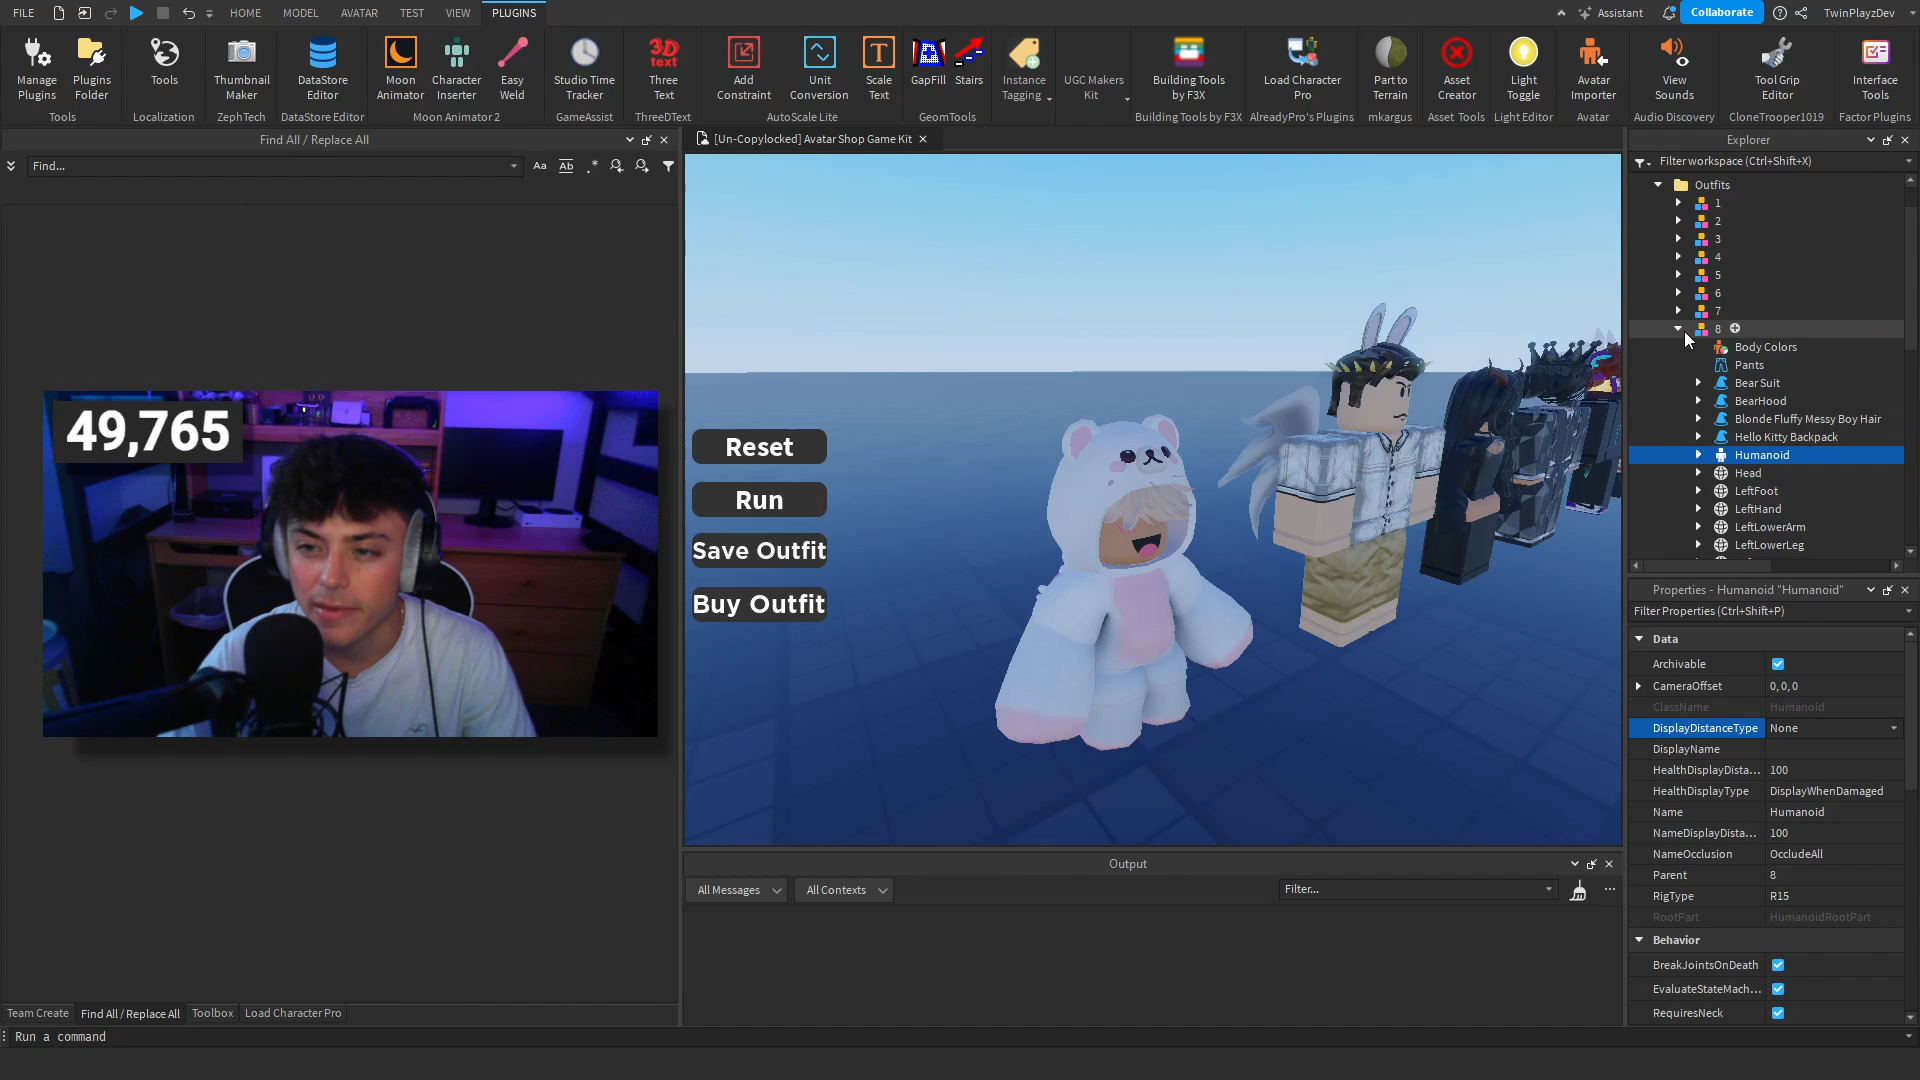 FILE HOME MODEL AVATAR TEST VIEW PLUGINS Assistant Collaborate TwinPlayzDev
Manage Plugins
Plugins Folder
Tools
Thumbnail Maker
DataStore Editor
Moon Animator
Character Inserter
Easy Weld
Studio Time Tracker
3D text
Three Text
Add Constraint
Unit Conversion
T
Scale Text
GapFill
Stairs
Instance Tagging
UGC Makers Kit
Building Tools by F3X
Load Character Pro
Part to Terrain
Asset Creator
Light Toggle
Avatar Importer
View Sounds
Tool Grip Editor
Interface Tools
Tools Localization ZephTech DataStore Editor Moon Animator 2 GameAssist ThreeDText AutoScale Lite GeomTools Building Tools by F3X AlreadyPro's Plugins mkargus Asset Tools Light Editor Avatar Audio Discovery CloneTrooper1019 Factor Plugins
Find All / Replace All
Find...
Aa Ab .*
49,765
Team Create Find All / Replace All Toolbox Load Character Pro
Run a command
[Un-Copylocked] Avatar Shop Game Kit
Reset
Run
Save Outfit
Buy Outfit
Output
All Messages All Contexts Filter...
Explorer
Filter workspace (Ctrl+Shift+X)
Outfits
1
2
3
4
5
6
7
8
Body Colors
Pants
Bear Suit
BearHood
Blonde Fluffy Messy Boy Hair
Hello Kitty Backpack
Humanoid
Head
LeftFoot
LeftHand
LeftLowerArm
LeftLowerLeg
Properties - Humanoid "Humanoid"
Filter Properties (Ctrl+Shift+P)
Data
Archivable
CameraOffset 0, 0, 0
ClassName Humanoid
DisplayDistanceType None
DisplayName
HealthDisplayDista... 100
HealthDisplayType DisplayWhenDamaged
Name Humanoid
NameDisplayDista... 100
NameOcclusion OccludeAll
Parent 8
RigType R15
RootPart HumanoidRootPart
Behavior
BreakJointsOnDeath
EvaluateStateMach...
RequiresNeck